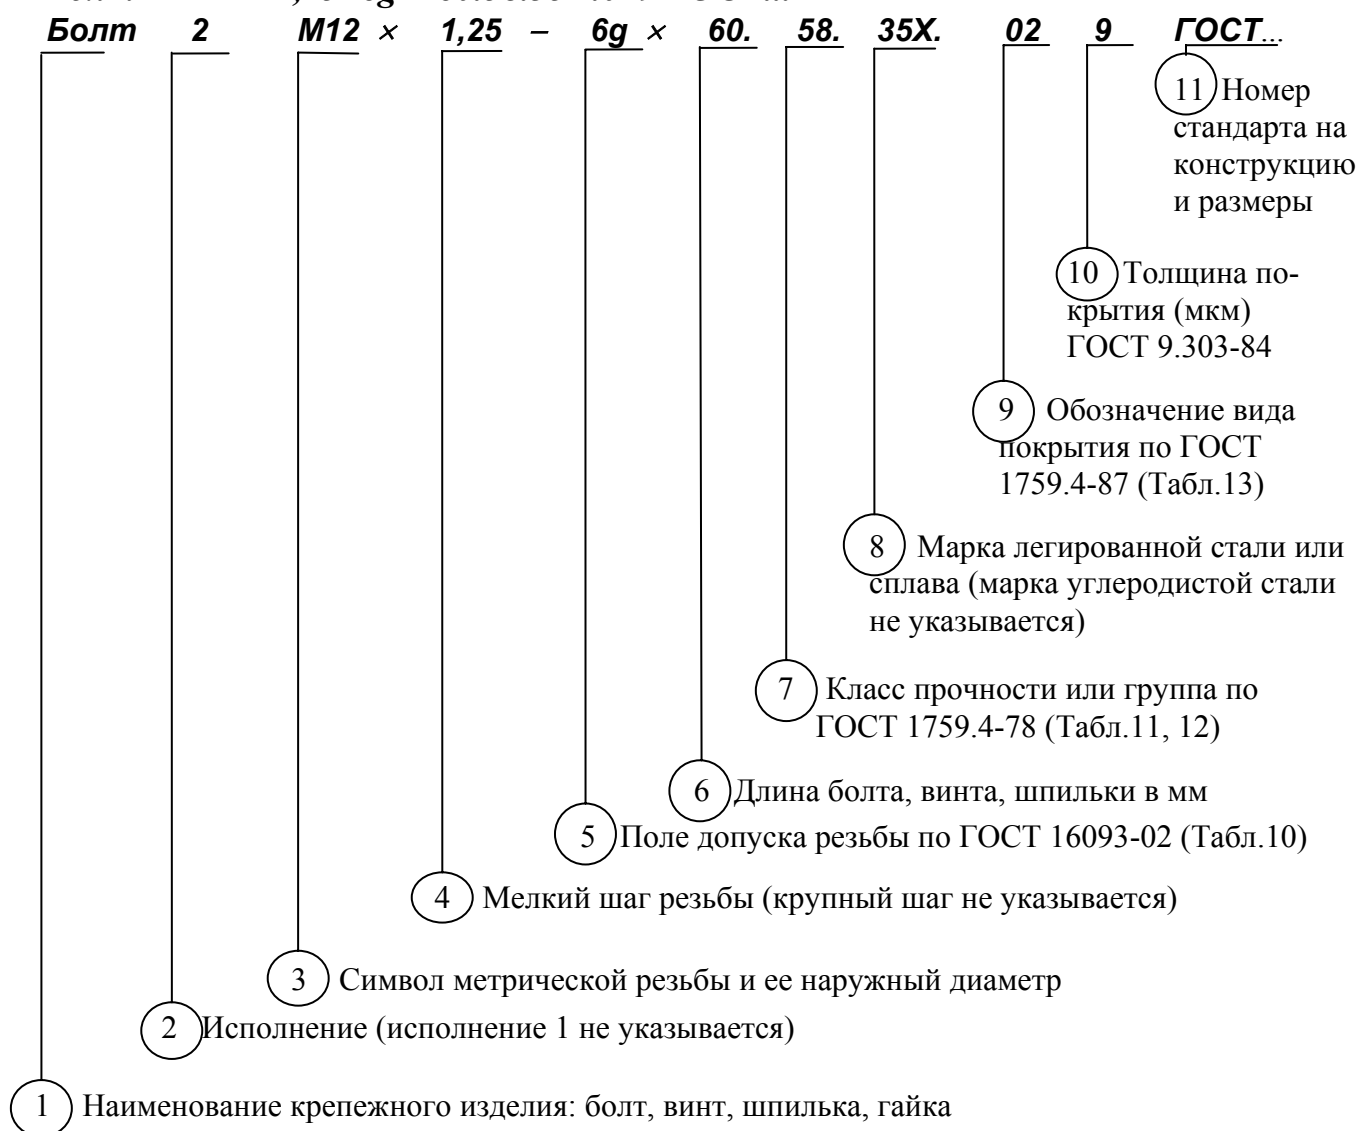 Болт 2 М12 × 1,25 – 6g × 60. 58. 35Х. 02 9 ГОСТ...
11 Номер
стандарта на
конструкцию
и размеры
10 Толщина по-
крытия (мкм)
ГОСТ 9.303-84
9 Обозначение вида
покрытия по ГОСТ
1759.4-87 (Табл.13)
8 Марка легированной стали или
сплава (марка углеродистой стали
не указывается)
7 Класс прочности или группа по
ГОСТ 1759.4-78 (Табл.11, 12)
6 Длина болта, винта, шпильки в мм
5 Поле допуска резьбы по ГОСТ 16093-02 (Табл.10)
4 Мелкий шаг резьбы (крупный шаг не указывается)
3 Символ метрической резьбы и ее наружный диаметр
2 Исполнение (исполнение 1 не указывается)
1 Наименование крепежного изделия: болт, винт, шпилька, гайка